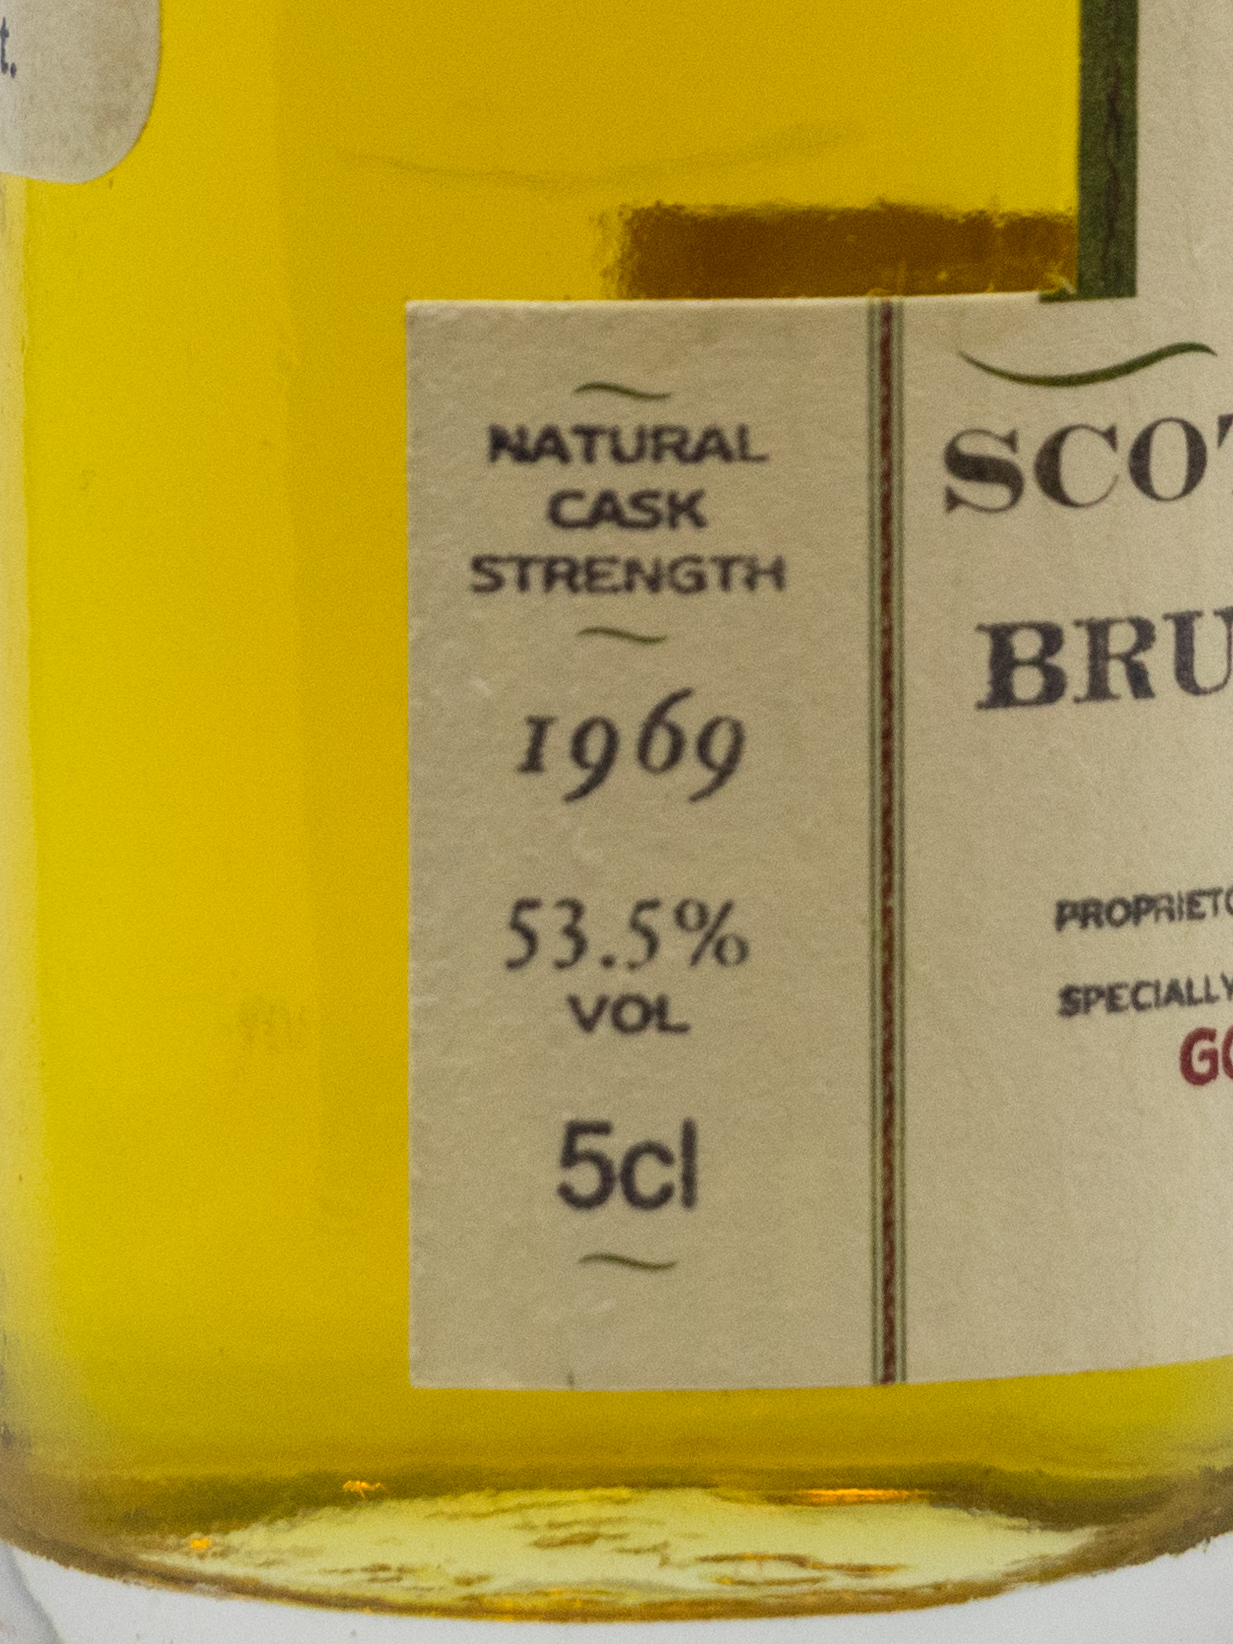 t.
NATURAL
CASK
STRENGTH
1969
53.5%
VOL
5cl
SCOT
BRU
PROPRIETO
SPECIALLY
GO